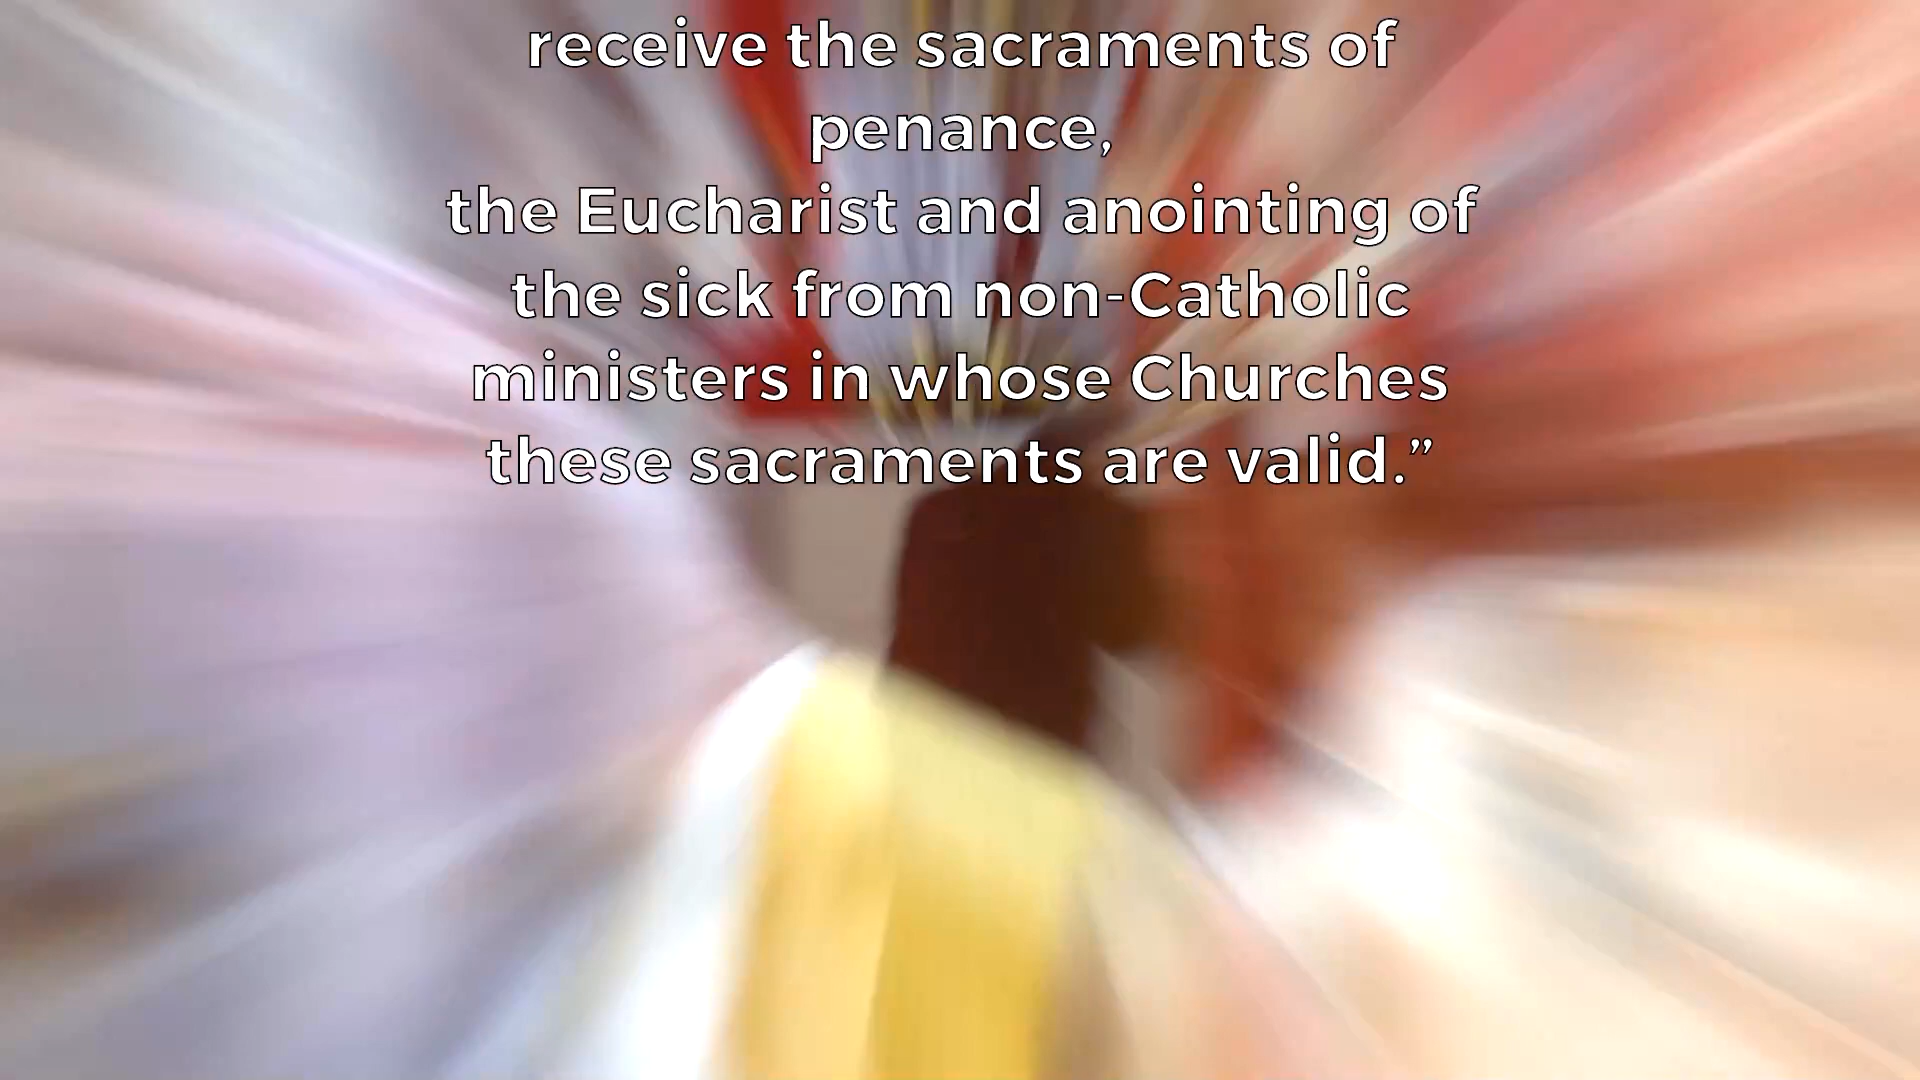 receive the sacraments of
penance,
the Eucharist and anointing of
the sick from non-Catholic
ministers in whose Churches
these sacraments are valid.”